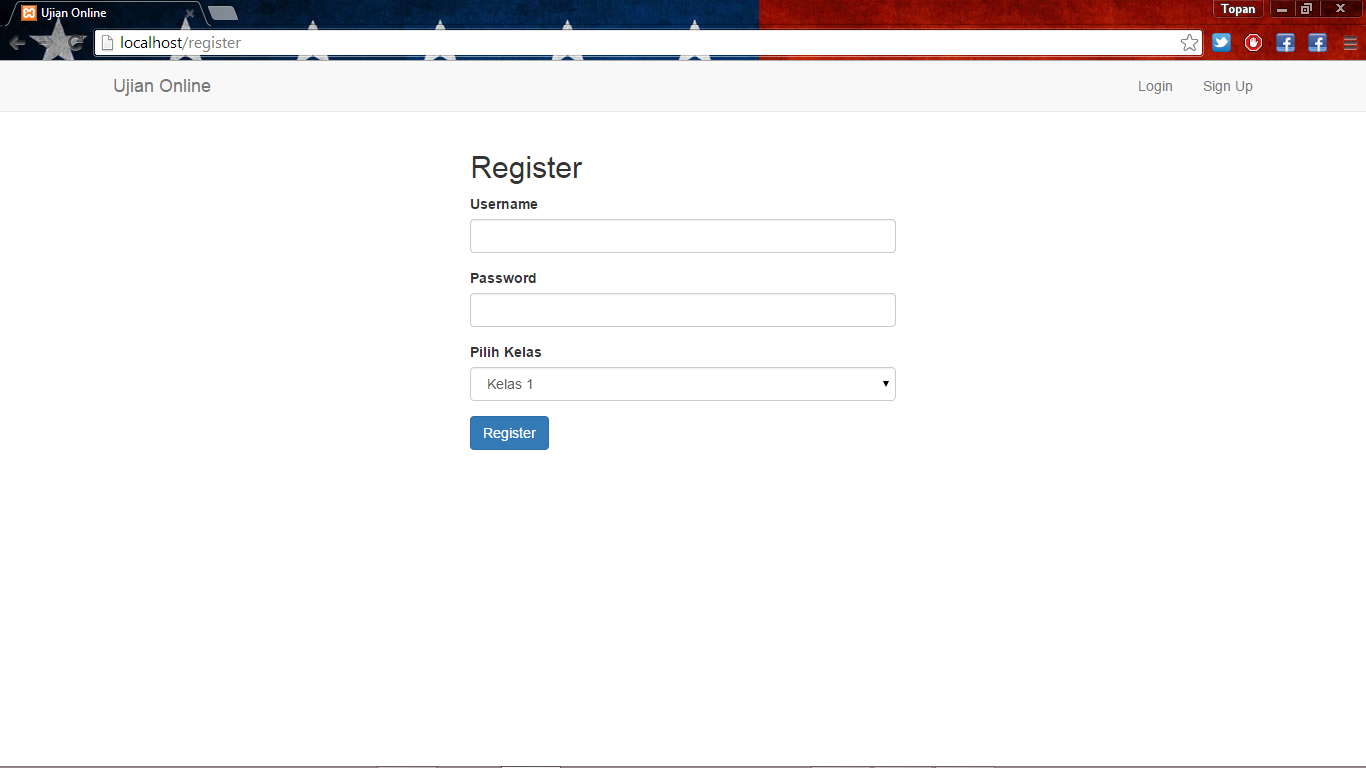 Ujian Online
Topan
localhost/register
Ujian Online
Login
Sign Up
Register
Username
Password
Pilih Kelas
Kelas 1
Register